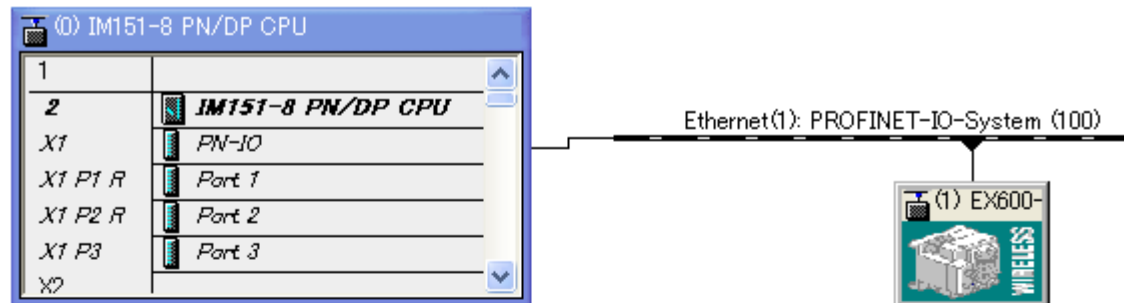 (0) IM151-8 PN/DP CPU
1
2 IM151-8 PN/DP CPU
X1 PN-IO
X1 P1 R Port 1
X1 P2 R Port 2
X1 P3 Port 3
X2
Ethernet(1): PROFINET-IO-System (100)
(1) EX600-
WIRELESS